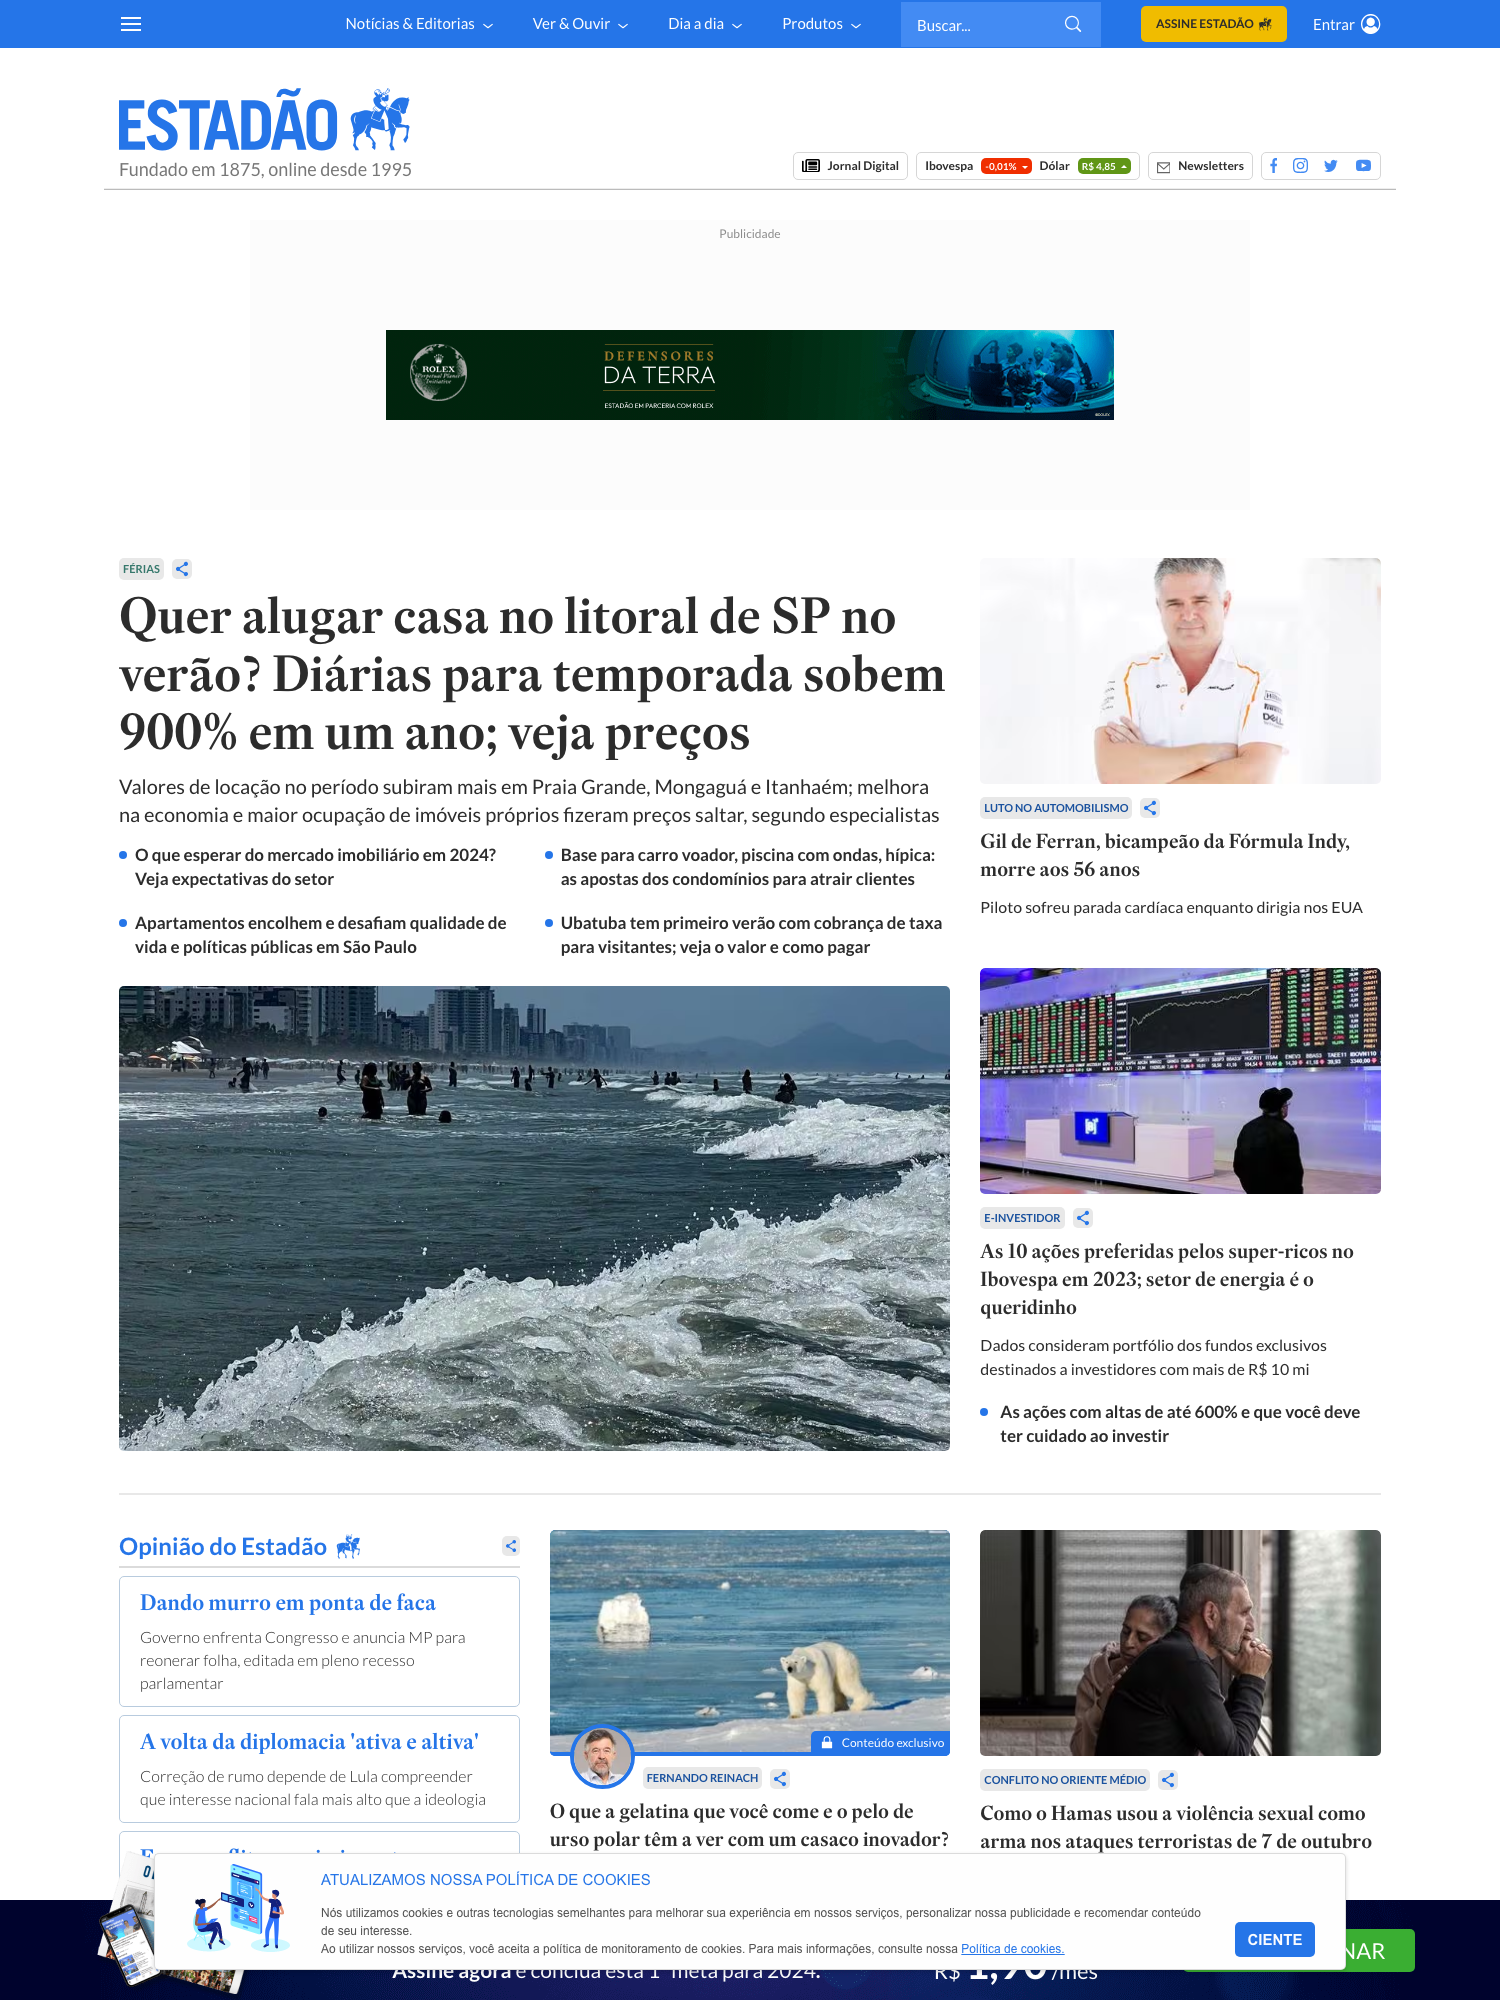 Notícias & Editorias
Ver & Ouvir
Dia a dia
Produtos
Buscar...
ASSINE ESTADÃO
Entrar
ESTADÃO
Fundado em 1875, online desde 1995
Jornal Digital
Ibovespa -0,01% Dólar R$ 4,85
Newsletters
Publicidade
ROLEX
Perpetual Planet
Initiative
DEFENSORES
DA TERRA
ESTADÃO EM PARCERIA COM ROLEX
FÉRIAS
Quer alugar casa no litoral de SP no
verão? Diárias para temporada sobem
900% em um ano; veja preços
Valores de locação no período subiram mais em Praia Grande, Mongaguá e Itanhaém; melhora
na economia e maior ocupação de imóveis próprios fizeram preços saltar, segundo especialistas
O que esperar do mercado imobiliário em 2024?
Veja expectativas do setor
Base para carro voador, piscina com ondas, hípica:
as apostas dos condomínios para atrair clientes
Apartamentos encolhem e desafiam qualidade de
vida e políticas públicas em São Paulo
Ubatuba tem primeiro verão com cobrança de taxa
para visitantes; veja o valor e como pagar
DELL
LUTO NO AUTOMOBILISMO
Gil de Ferran, bicampeão da Fórmula Indy,
morre aos 56 anos
Piloto sofreu parada cardíaca enquanto dirigia nos EUA
E-INVESTIDOR
As 10 ações preferidas pelos super-ricos no
Ibovespa em 2023; setor de energia é o
queridinho
Dados consideram portfólio dos fundos exclusivos
destinados a investidores com mais de R$ 10 mi
As ações com altas de até 600% e que você deve
ter cuidado ao investir
Opinião do Estadão
Dando murro em ponta de faca
Governo enfrenta Congresso e anuncia MP para
reonerar folha, editada em pleno recesso
parlamentar
A volta da diplomacia 'ativa e altiva'
Correção de rumo depende de Lula compreender
que interesse nacional fala mais alto que a ideologia
Conteúdo exclusivo
FERNANDO REINACH
O que a gelatina que você come e o pelo de
urso polar têm a ver com um casaco inovador?
CONFLITO NO ORIENTE MÉDIO
Como o Hamas usou a violência sexual como
arma nos ataques terroristas de 7 de outubro
ATUALIZAMOS NOSSA POLÍTICA DE COOKIES
Nós utilizamos cookies e outras tecnologias semelhantes para melhorar sua experiência em nossos serviços, personalizar nossa publicidade e recomendar conteúdo
de seu interesse.
Ao utilizar nossos serviços, você aceita a política de monitoramento de cookies. Para mais informações, consulte nossa Política de cookies.
CIENTE
Assine agora e conclua esta 1ª meta para 2024.
R$ 1,90 /mês
NAR